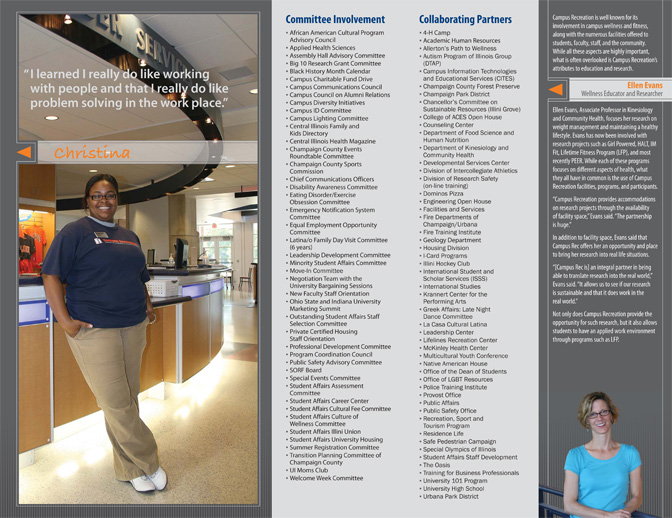 ER SERVICE
“I learned I really do like working
with people and that I really do like
problem solving in the work place.”
Christina
Committee Involvement
• African American Cultural Program
Advisory Council
• Applied Health Sciences
• Assembly Hall Advisory Committee
• Big 10 Research Grant Committee
• Black History Month Calendar
• Campus Charitable Fund Drive
• Campus Communications Council
• Campus Council on Alumni Relations
• Campus Diversity Initiatives
• Campus ID Committee
• Campus Lighting Committee
• Central Illinois Family and
Kids Directory
• Central Illinois Health Magazine
• Champaign County Events
Roundtable Committee
• Champaign County Sports
Commission
• Chief Communications Officers
• Disability Awareness Committee
• Eating Disorder/Exercise
Obsession Committee
• Emergency Notification System
Committee
• Equal Employment Opportunity
Committee
• Latina/o Family Day Visit Committee
(6 years)
• Leadership Development Committee
• Minority Student Affairs Committee
• Move-In Committee
• Negotiation Team with the
University Bargaining Sessions
• New Faculty Staff Orientation
• Ohio State and Indiana University
Marketing Summit
• Outstanding Student Affairs Staff
Selection Committee
• Private Certified Housing
Staff Orientation
• Professional Development Committee
• Program Coordination Council
• Public Safety Advisory Committee
• SORF Board
• Special Events Committee
• Student Affairs Assessment
Committee
• Student Affairs Career Center
• Student Affairs Cultural Fee Committee
• Student Affairs Culture of
Wellness Committee
• Student Affairs Illini Union
• Student Affairs University Housing
• Summer Registration Committee
• Transition Planning Committee of
Champaign County
• UI Moms Club
• Welcome Week Committee
Collaborating Partners
• 4-H Camp
• Academic Human Resources
• Allerton's Path to Wellness
• Autism Program of Illinois Group
(DTAP)
• Campus Information Technologies
and Educational Services (CITES)
• Champaign County Forest Preserve
• Champaign Park District
• Chancellor's Committee on
Sustainable Resources (Illini Grove)
• College of ACES Open House
• Counseling Center
• Department of Food Science and
Human Nutrition
• Department of Kinesiology and
Community Health
• Developmental Services Center
• Division of Intercollegiate Athletics
• Division of Research Safety
(on-line training)
• Dominos Pizza
• Engineering Open House
• Facilities and Services
• Fire Departments of
Champaign/Urbana
• Fire Training Institute
• Geology Department
• Housing Division
• I-Card Programs
• Illini Hockey Club
• International Student and
Scholar Services (ISSS)
• International Studies
• Krannert Center for the
Performing Arts
• Greek Affairs: Late Night
Dance Committee
• La Casa Cultural Latina
• Leadership Center
• Lifelines Recreation Center
• McKinley Health Center
• Multicultural Youth Conference
• Native American House
• Office of the Dean of Students
• Office of LGBT Resources
• Police Training Institute
• Provost Office
• Public Affairs
• Public Safety Office
• Recreation, Sport and
Tourism Program
• Residence Life
• Safe Pedestrian Campaign
• Special Olympics of Illinois
• Student Affairs Staff Development
• The Oasis
• Training for Business Professionals
• University 101 Program
• University High School
• Urbana Park District
Campus Recreation is well known for its
involvement in campus wellness and fitness,
along with the numerous facilities offered to
students, faculty, staff, and the community.
While all these aspects are highly important,
what is often overlooked is Campus Recreation's
attributes to education and research.
Ellen Evans
Wellness Educator and Researcher
Ellen Evans, Associate Professor in Kinesiology
and Community Health, focuses her research on
weight management and maintaining a healthy
lifestyle. Evans has now been involved with
research projects such as Girl Powered, HALT, IM
Fit, Lifetime Fitness Program (LFP), and most
recently PEER. While each of these programs
focuses on different aspects of health, what
they all have in common is the use of Campus
Recreation facilities, programs, and participants.
“Campus Recreation provides accommodations
on research projects through the availability
of facility space,” Evans said. “The partnership
is huge.”
In addition to facility space, Evans said that
Campus Rec offers her an opportunity and place
to bring her research into real life situations.
“[Campus Rec is] an integral partner in being
able to translate research into the real world,”
Evans said. “It allows us to see if our research
is sustainable and that it does work in the
real world.”
Not only does Campus Recreation provide the
opportunity for such research, but it also allows
students to have an applied work environment
through programs such as LFP.